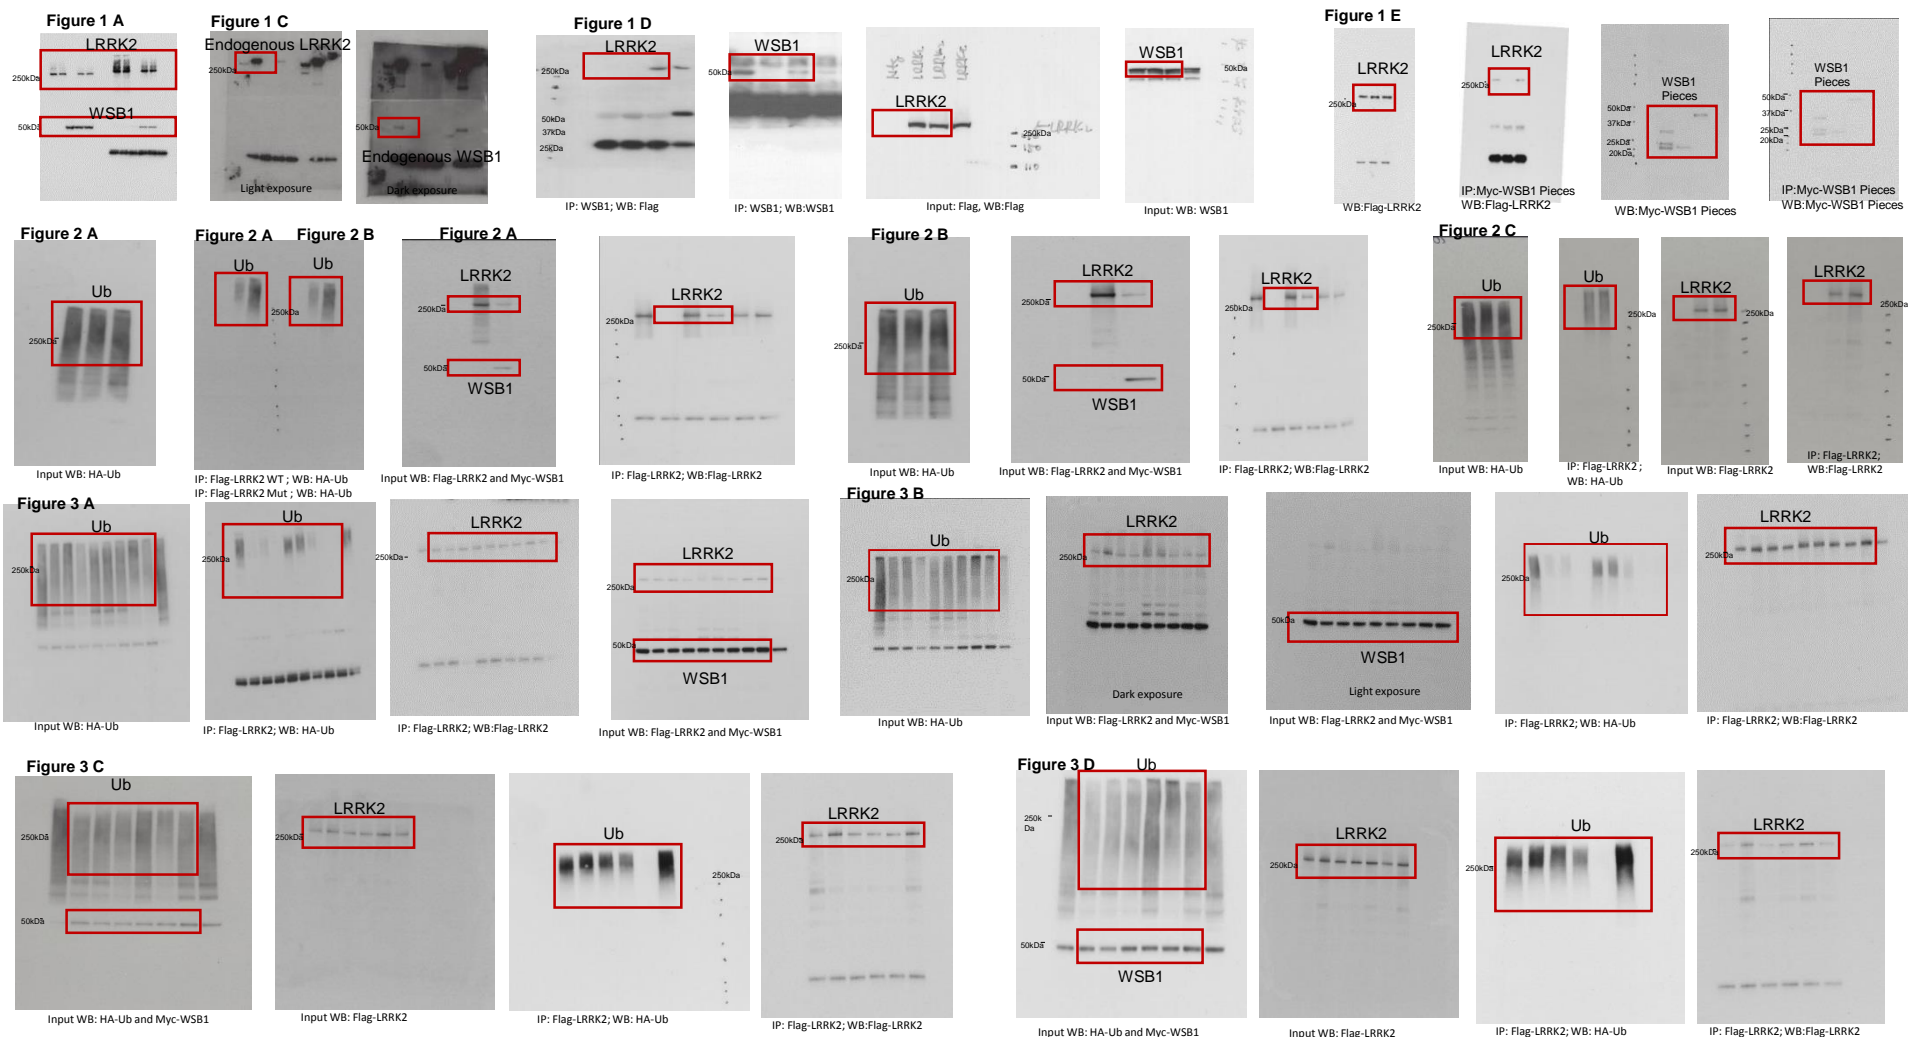 Figure 1 A
LRRK2
250kDa
WSB1
50kDa
Figure 1 C
Endogenous LRRK2
250kDa
Light exposure
50kDa
Endogenous WSB1
Dark exposure
Figure 1 D
LRRK2
250kDa
50kDa
37kDa
25kDa
IP: WSB1; WB: Flag
WSB1
50kDa
IP: WSB1; WB:WSB1
LRRK2
250kDa
Input: Flag, WB:Flag
WSB1
50kDa
Input: WB: WSB1
Figure 1 E
LRRK2
250kDa
WB:Flag-LRRK2
LRRK2
250kDa
IP:Myc-WSB1 Pieces
WB:Flag-LRRK2
WSB1
Pieces
50kDa
37kDa
25kDa
20kDa
WB:Myc-WSB1 Pieces
WSB1
Pieces
50kDa
37kDa
25kDa
20kDa
IP:Myc-WSB1 Pieces
WB:Myc-WSB1 Pieces
Figure 2 A
Ub
250kDa
Input WB: HA-Ub
Figure 2 A
Figure 2 B
Ub
Ub
250kDa
IP: Flag-LRRK2 WT ; WB: HA-Ub
IP: Flag-LRRK2 Mut ; WB: HA-Ub
Figure 2 A
LRRK2
250kDa
50kDa
WSB1
Input WB: Flag-LRRK2 and Myc-WSB1
LRRK2
250kDa
IP: Flag-LRRK2; WB:Flag-LRRK2
Figure 2 B
Ub
250kDa
Input WB: HA-Ub
LRRK2
250kDa
50kDa
WSB1
Input WB: Flag-LRRK2 and Myc-WSB1
LRRK2
250kDa
IP: Flag-LRRK2; WB:Flag-LRRK2
Figure 2 C
Ub
250kDa
Input WB: HA-Ub
Ub
250kDa
IP: Flag-LRRK2 ;
WB: HA-Ub
LRRK2
250kDa
Input WB: Flag-LRRK2
LRRK2
250kDa
IP: Flag-LRRK2;
WB:Flag-LRRK2
Figure 3 A
Ub
250kDa
Input WB: HA-Ub
Ub
250kDa
IP: Flag-LRRK2; WB: HA-Ub
LRRK2
250kDa
IP: Flag-LRRK2; WB:Flag-LRRK2
LRRK2
250kDa
50kDa
WSB1
Input WB: Flag-LRRK2 and Myc-WSB1
Figure 3 B
Ub
250kDa
Input WB: HA-Ub
LRRK2
250kDa
Dark exposure
Input WB: Flag-LRRK2 and Myc-WSB1
50kDa
WSB1
Light exposure
Input WB: Flag-LRRK2 and Myc-WSB1
Ub
250kDa
IP: Flag-LRRK2; WB: HA-Ub
LRRK2
250kDa
IP: Flag-LRRK2; WB:Flag-LRRK2
Figure 3 C
Ub
250kDa
50kDa
Input WB: HA-Ub and Myc-WSB1
LRRK2
250kDa
Input WB: Flag-LRRK2
Ub
250kDa
IP: Flag-LRRK2; WB: HA-Ub
LRRK2
250kDa
IP: Flag-LRRK2; WB:Flag-LRRK2
Figure 3 D
Ub
250k
Da
50kDa
WSB1
Input WB: HA-Ub and Myc-WSB1
LRRK2
250kDa
Input WB: Flag-LRRK2
Ub
250kDa
IP: Flag-LRRK2; WB: HA-Ub
LRRK2
250kDa
IP: Flag-LRRK2; WB:Flag-LRRK2